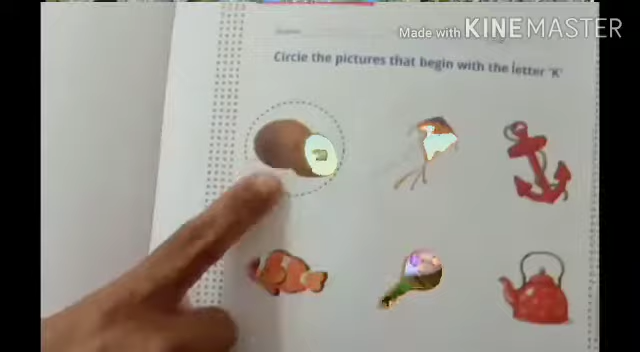 Made with KINEMASTER
Circle the pictures that begin with the letter 'K'